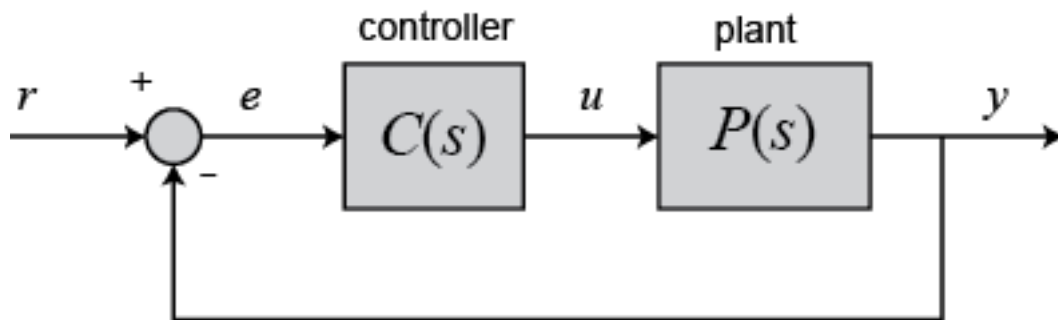 controller
plant
r
+
e
C(s)
u
P(s)
y
-